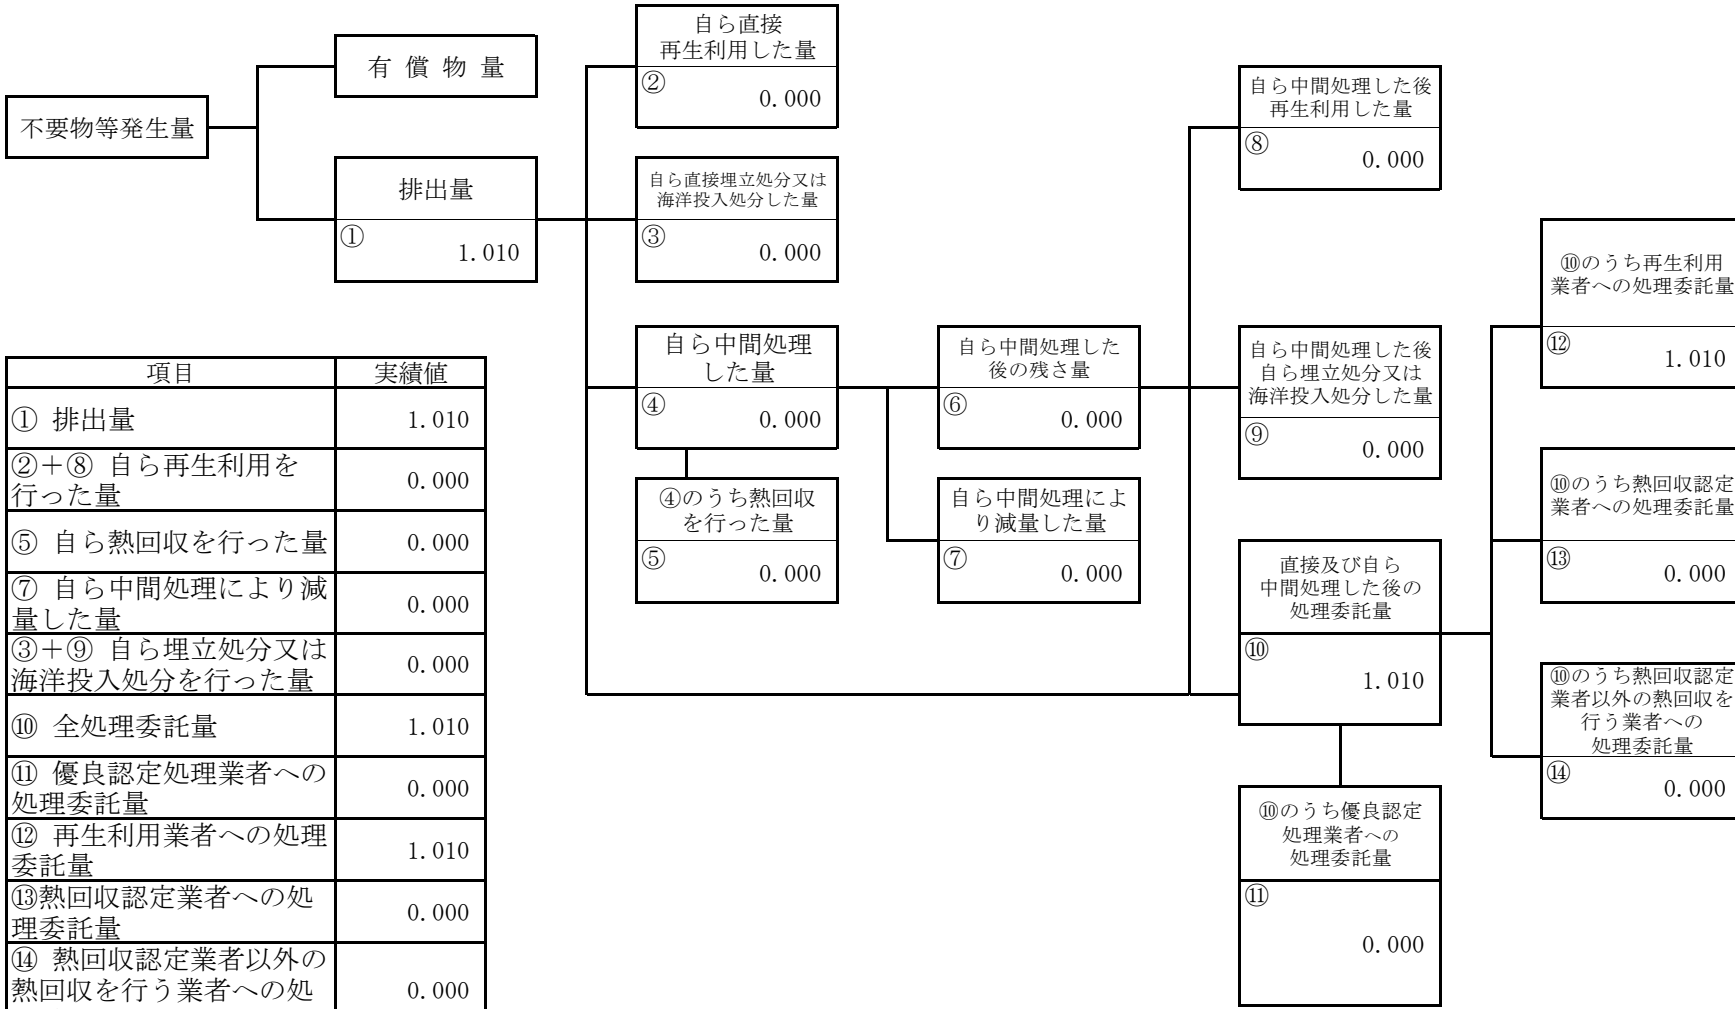 不要物等発生量
有 償 物 量
排出量
①
1.010
自ら直接
再生利用した量
②
0.000
自ら直接埋立処分又は
海洋投入処分した量
③
0.000
自ら中間処理
した量
④
0.000
④のうち熱回収
を行った量
⑤
0.000
自ら中間処理した
後の残さ量
⑥
0.000
自ら中間処理によ
り減量した量
⑦
0.000
自ら中間処理した後
再生利用した量
⑧
0.000
自ら中間処理した後
自ら埋立処分又は
海洋投入処分した量
⑨
0.000
直接及び自ら
中間処理した後の
処理委託量
⑩
1.010
⑩のうち優良認定
処理業者への
処理委託量
⑪
0.000
⑩のうち再生利用
業者への処理委託量
⑫
1.010
⑩のうち熱回収認定
業者への処理委託量
⑬
0.000
⑩のうち熱回収認定
業者以外の熱回収を
行う業者への
処理委託量
⑭
0.000
項目 実績値
① 排出量 1.010
②＋⑧ 自ら再生利用を
行った量 0.000
⑤ 自ら熱回収を行った量 0.000
⑦ 自ら中間処理により減
量した量 0.000
③＋⑨ 自ら埋立処分又は
海洋投入処分を行った量 0.000
⑩ 全処理委託量 1.010
⑪ 優良認定処理業者への
処理委託量 0.000
⑫ 再生利用業者への処理
委託量 1.010
⑬熱回収認定業者への処
理委託量 0.000
⑭ 熱回収認定業者以外の
熱回収を行う業者への処 0.000